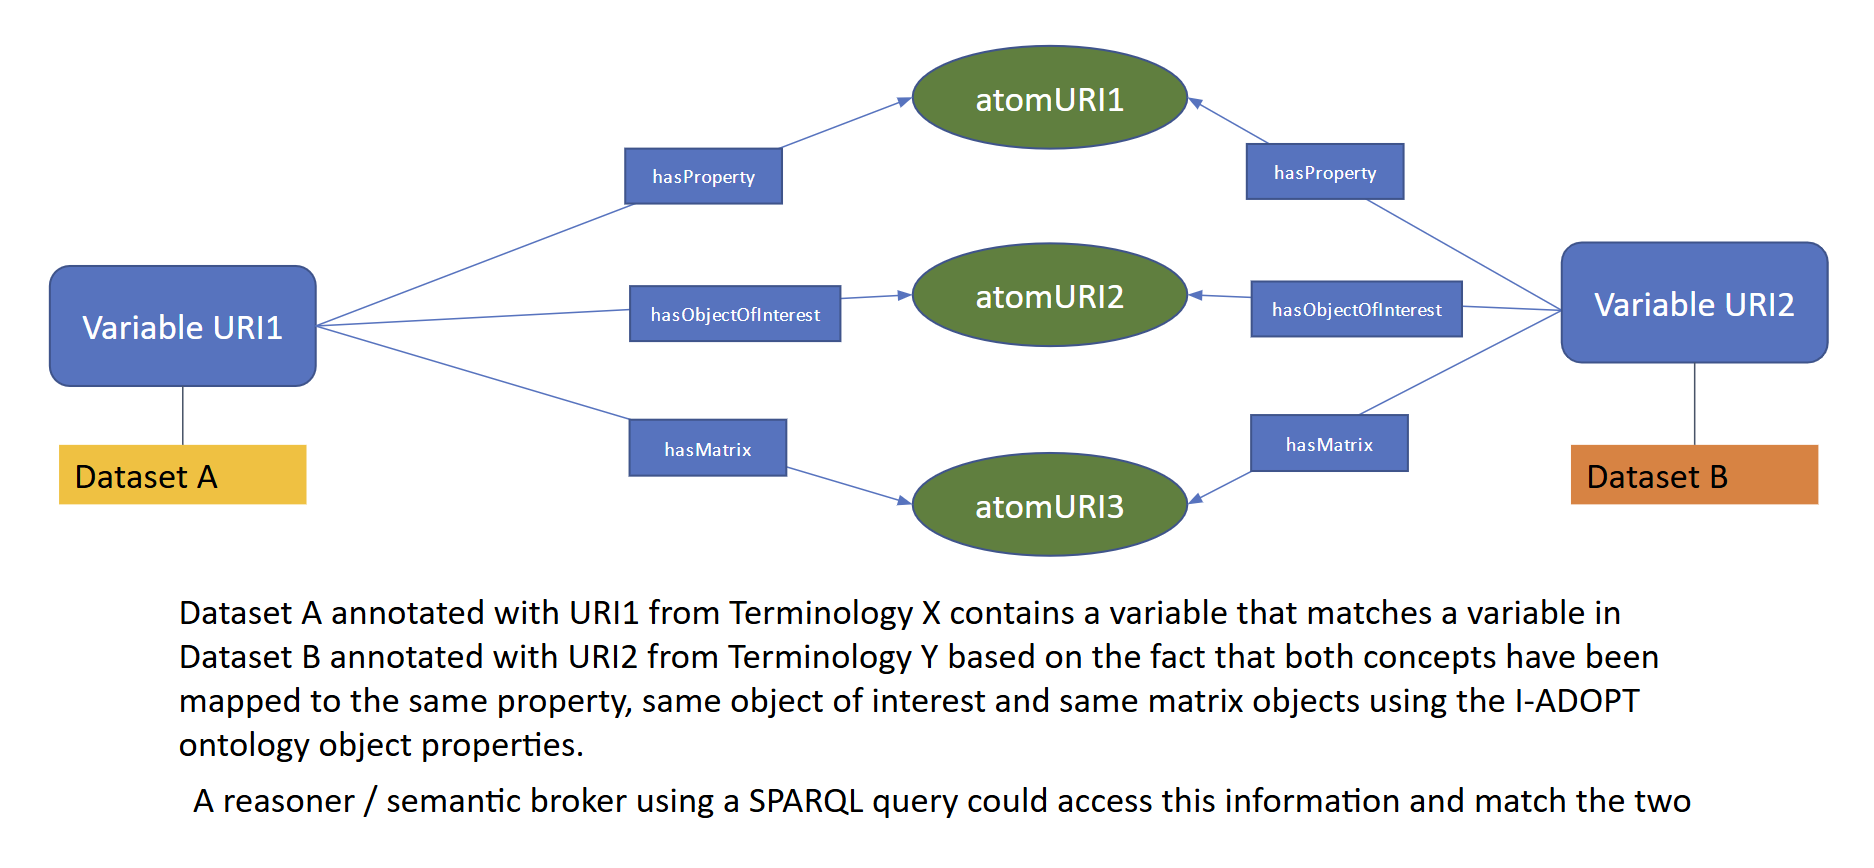 atomURI1
hasProperty
hasProperty
Variable URI1
hasObjectOfInterest
atomURI2
hasObjectOfInterest
Variable URI2
hasMatrix
hasMatrix
Dataset A
atomURI3
Dataset B
Dataset A annotated with URI1 from Terminology X contains a variable that matches a variable in
Dataset B annotated with URI2 from Terminology Y based on the fact that both concepts have been
mapped to the same property, same object of interest and same matrix objects using the I-ADOPT
ontology object properties.
A reasoner / semantic broker using a SPARQL query could access this information and match the two